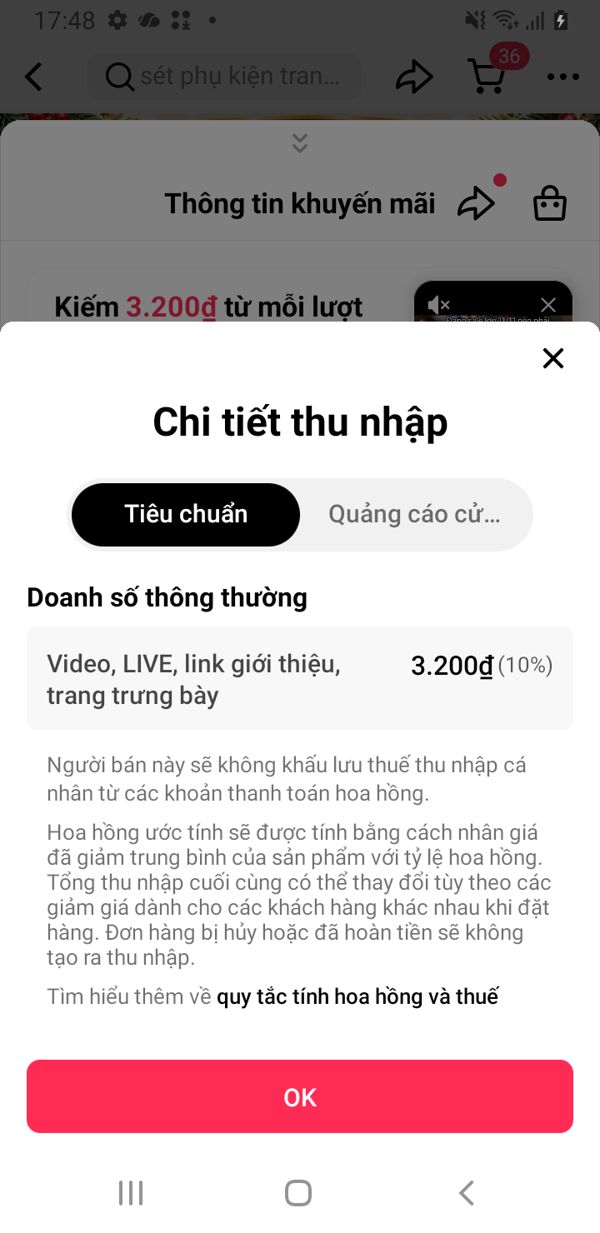 17:48
36
sét phụ kiện tran...
Thông tin khuyến mãi
Kiếm 3.200₫ từ mỗi lượt
Chi tiết thu nhập
Tiêu chuẩn
Quảng cáo cử...
Doanh số thông thường
Video, LIVE, link giới thiệu,
trang trưng bày
3.200₫ (10%)
Người bán này sẽ không khấu lưu thuế thu nhập cá
nhân từ các khoản thanh toán hoa hồng.
Hoa hồng ước tính sẽ được tính bằng cách nhân giá
đã giảm trung bình của sản phẩm với tỷ lệ hoa hồng.
Tổng thu nhập cuối cùng có thể thay đổi tùy theo các
giảm giá dành cho các khách hàng khác nhau khi đặt
hàng. Đơn hàng bị hủy hoặc đã hoàn tiền sẽ không
tạo ra thu nhập.
Tìm hiểu thêm về quy tắc tính hoa hồng và thuế
OK